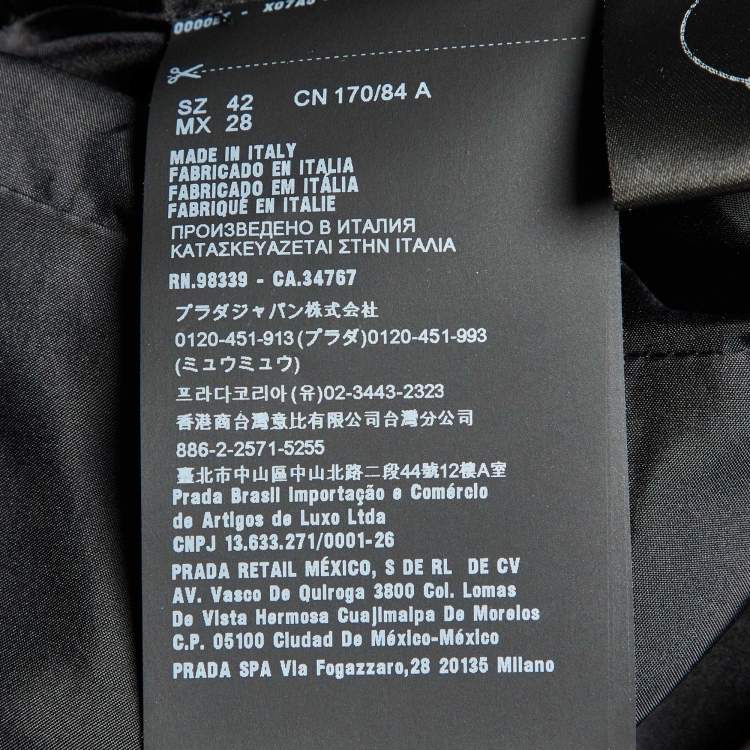 SZ 42 CN 170/84 A
MX 28
MADE IN ITALY
FABRICADO EN ITALIA
FABRICADO EM ITÁLIA
FABRIQUÉ EN ITALIE
ПРОИЗВЕДЕНО В ИТАЛИЯ
ΚΑΤΑΣΚΕΥΑΖΕΤΑΙ ΣΤΗΝ ΙΤΑΛΙΑ
RN.98339 - CA.34767
プラダジャパン株式会社
0120-451-913(プラダ)0120-451-993
(ミュウミュウ)
프라다코리아(유)02-3443-2323
香港商台灣意比有限公司台灣分公司
886-2-2571-5255
臺北市中山區中山北路二段44號12樓A室
Prada Brasil Importação e Comércio
de Artigos de Luxo Ltda
CNPJ 13.633.271/0001-26
PRADA RETAIL MÉXICO, S DE RL DE CV
AV. Vasco De Quiroga 3800 Col. Lomas
De Vista Hermosa Cuajimalpa De Morelos
C.P. 05100 Ciudad De México-México
PRADA SPA Via Fogazzaro,28 20135 Milano